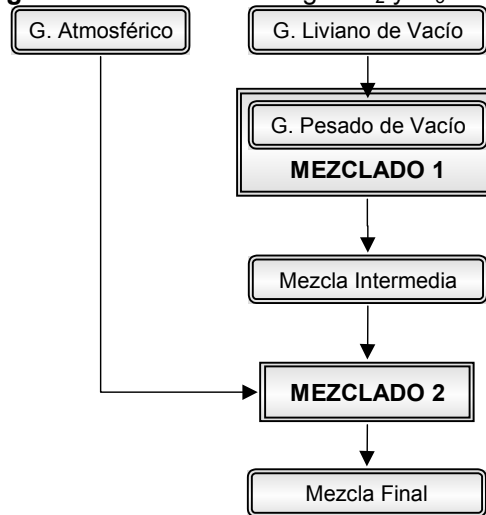 G. Atmosférico
G. Liviano de Vacío
G. Pesado de Vacío
MEZCLADO 1
Mezcla Intermedia
MEZCLADO 2
Mezcla Final